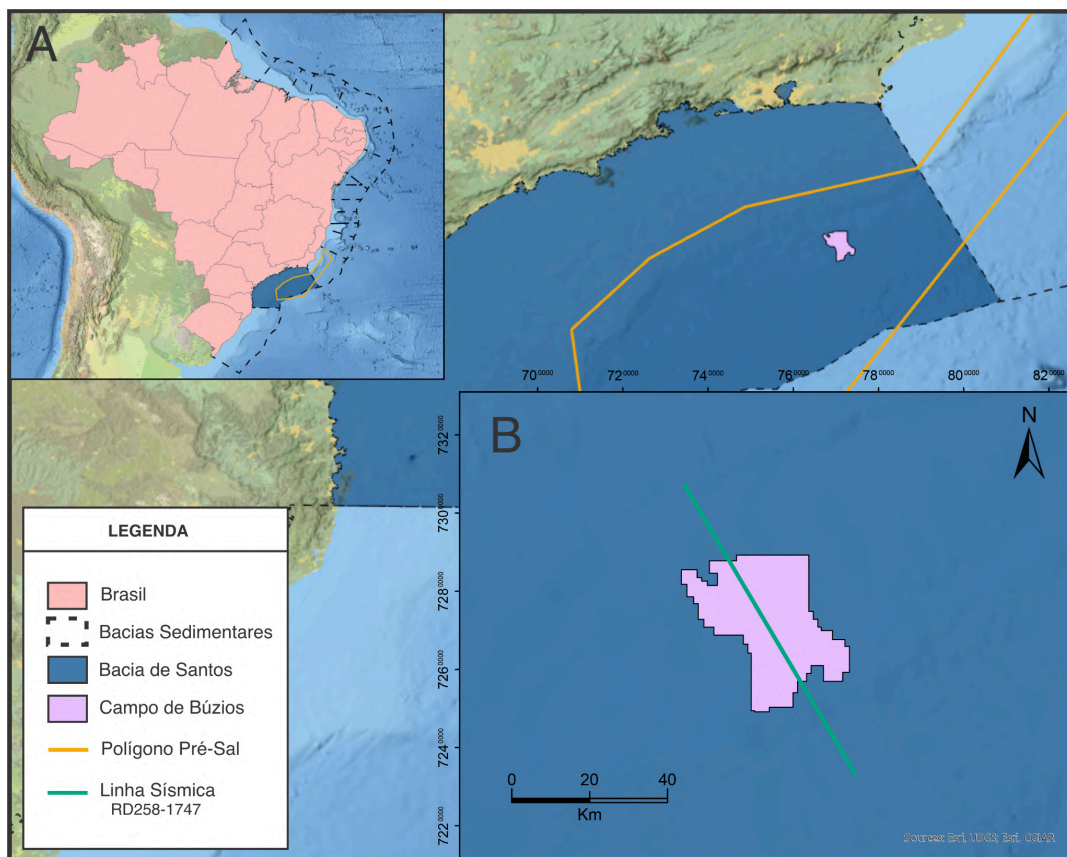 A
70 0000 72 0000 74 0000 76 0000 78 0000 80 0000 82 0000
B
N
732 0000
730 0000
728 0000
726 0000
724 0000
722 0000
LEGENDA
Brasil
Bacias Sedimentares
Bacia de Santos
Campo de Búzios
Polígono Pré-Sal
Linha Sísmica
RD258-1747
0 20 40
Km
Sources: Esri, USGS; Esri, CGIAR